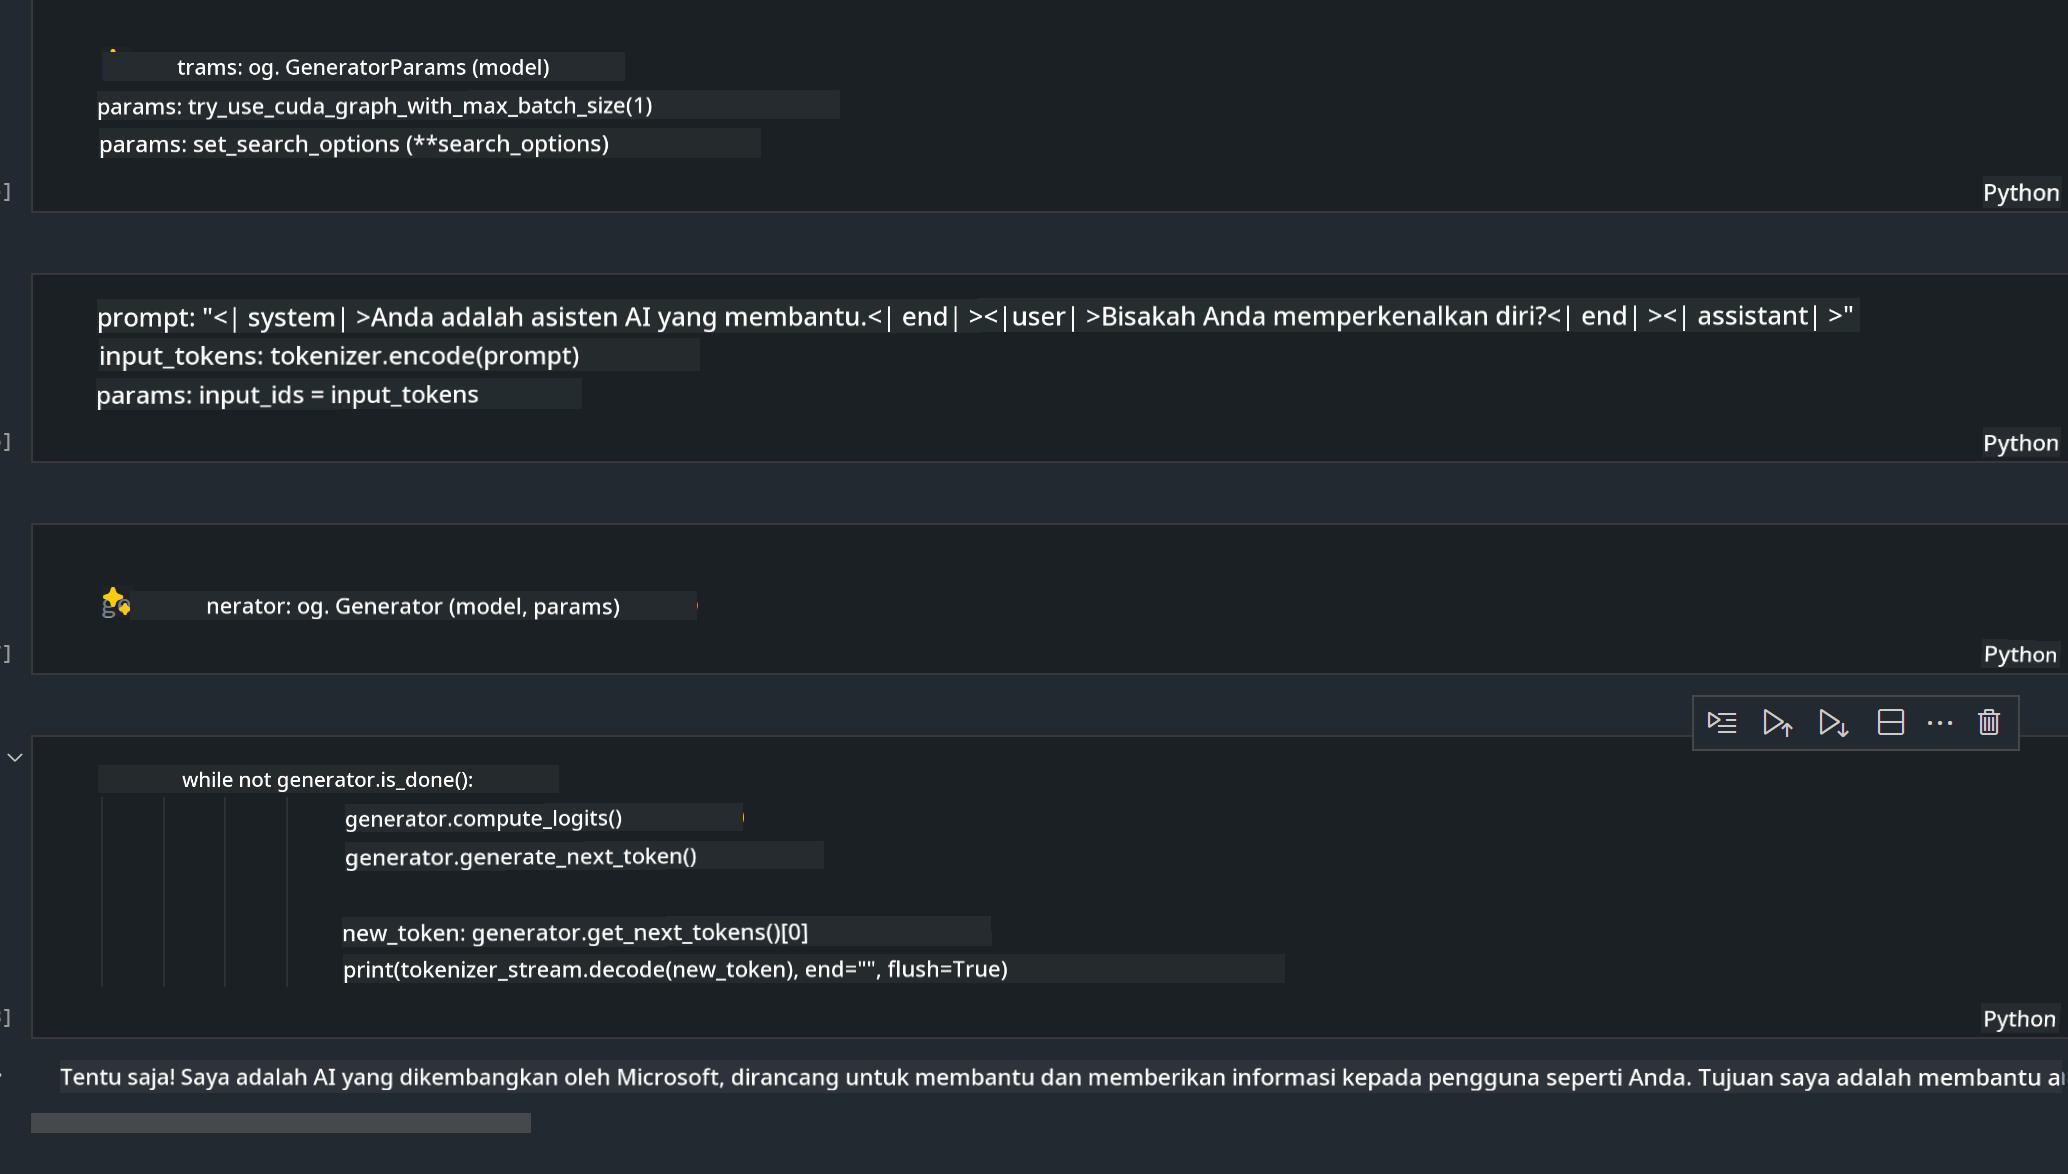 trams: og. GeneratorParams (model)
params: try_use_cuda_graph_with_max_batch_size(1)
params: set_search_options (**search_options)
]
Python
prompt: "<| system| >Anda adalah asisten AI yang membantu.<| end| ><|user| >Bisakah Anda memperkenalkan diri?<| end| ><| assistant| >"
input_tokens: tokenizer.encode(prompt)
params: input_ids = input_tokens
]
Python
nerator: og. Generator (model, params)
]
Python
while not generator.is_done():
generator.compute_logits()
generator.generate_next_token()
new_token: generator.get_next_tokens()[0]
print(tokenizer_stream.decode(new_token), end="", flush=True)
]
Python
Tentu saja! Saya adalah AI yang dikembangkan oleh Microsoft, dirancang untuk membantu dan memberikan informasi kepada pengguna seperti Anda. Tujuan saya adalah membantu